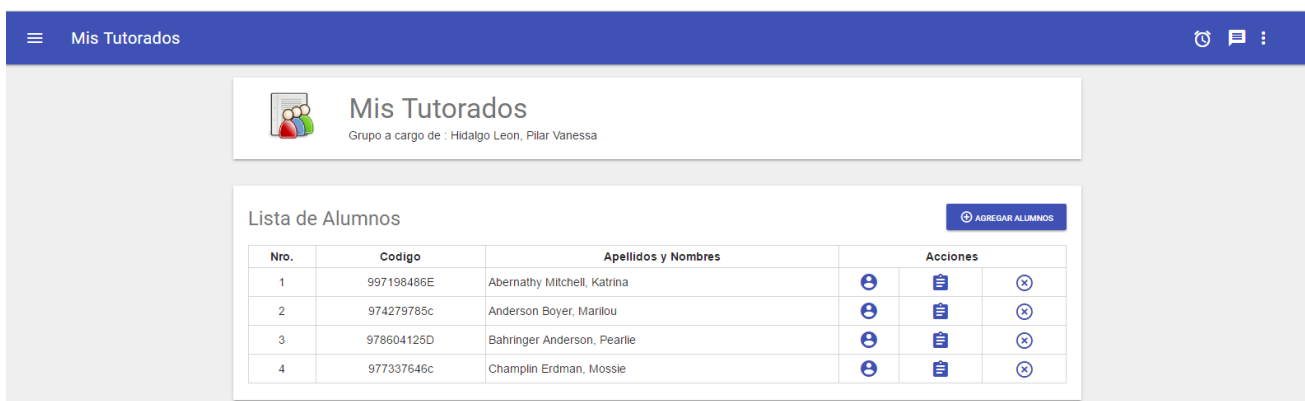 Mis Tutorados
Mis Tutorados
Grupo a cargo de : Hidalgo Leon, Pilar Vanessa
Lista de Alumnos
AGREGAR ALUMNOS
Nro. Codigo Apellidos y Nombres Acciones
1 997198486E Abernathy Mitchell, Katrina
2 974279785c Anderson Boyer, Marilou
3 978604125D Bahringer Anderson, Pearlie
4 977337646c Champlin Erdman, Mossie